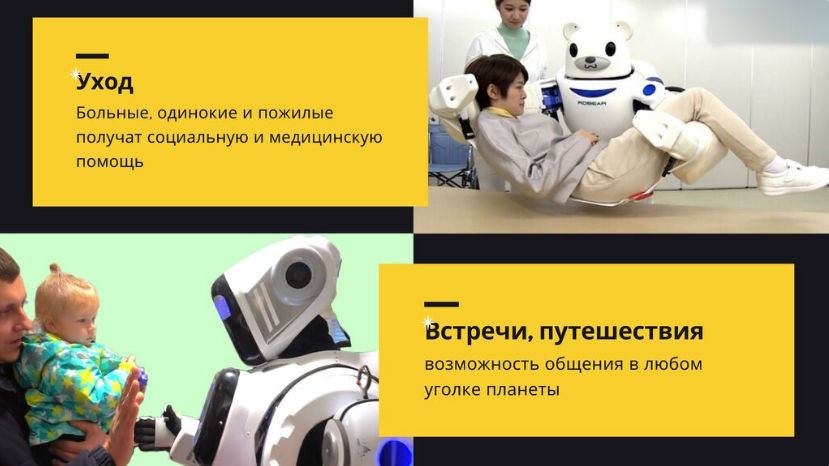 Уход
Больные, одинокие и пожилые
получат социальную и медицинскую
помощь
ROBEAR
Встречи, путешествия
возможность общения в любом
уголке планеты